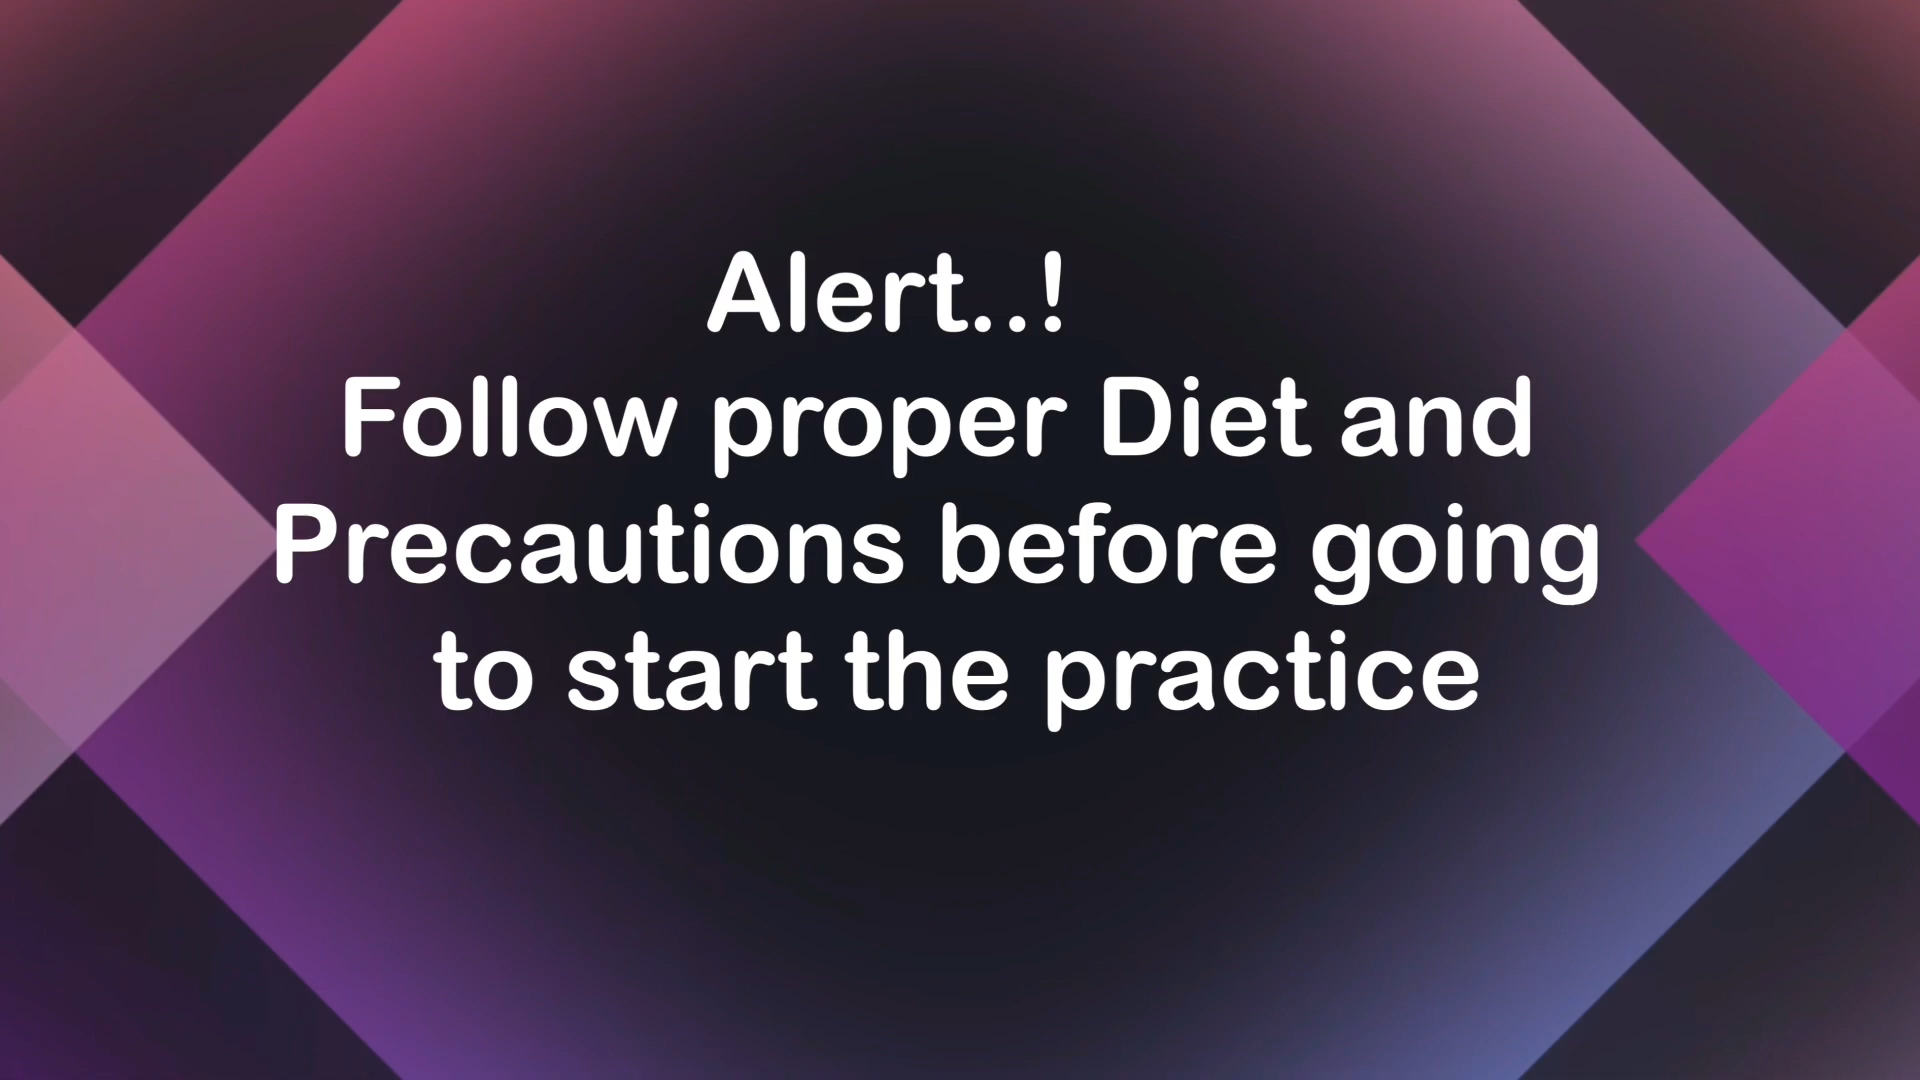 Alert..!
Follow proper Diet and
Precautions before going
to start the practice